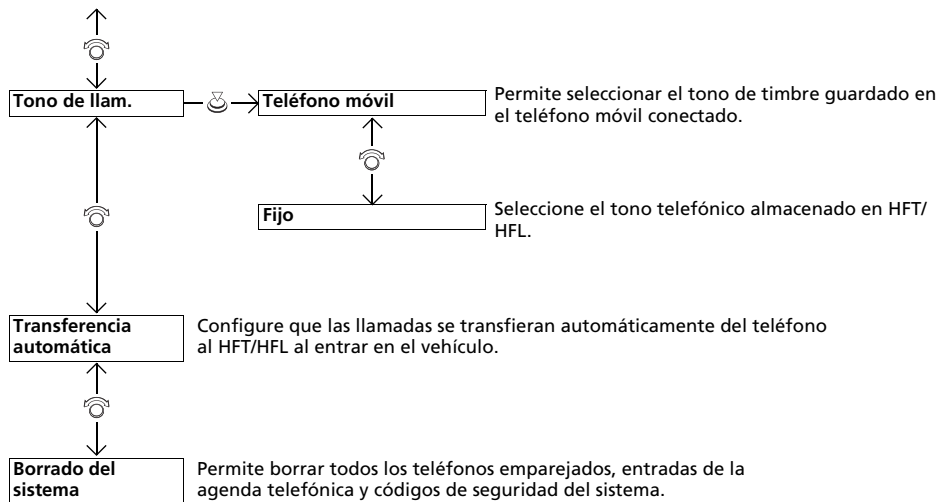 Tono de llam.
Teléfono móvil
Permite seleccionar el tono de timbre guardado en
el teléfono móvil conectado.
Fijo
Seleccione el tono telefónico almacenado en HFT/
HFL.
Transferencia
automática
Configure que las llamadas se transfieran automáticamente del teléfono
al HFT/HFL al entrar en el vehículo.
Borrado del
sistema
Permite borrar todos los teléfonos emparejados, entradas de la
agenda telefónica y códigos de seguridad del sistema.